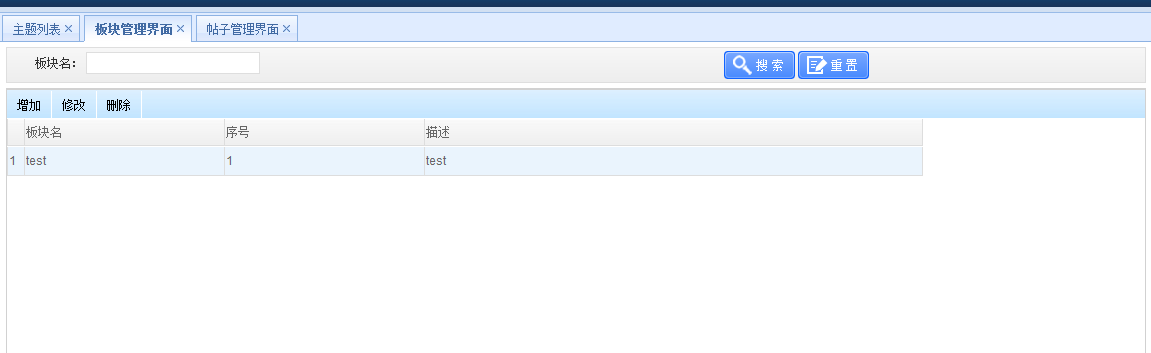 主题列表 板块管理界面 帖子管理界面
板块名： 搜索 重置
增加 修改 删除
板块名 序号 描述
1 test 1 test